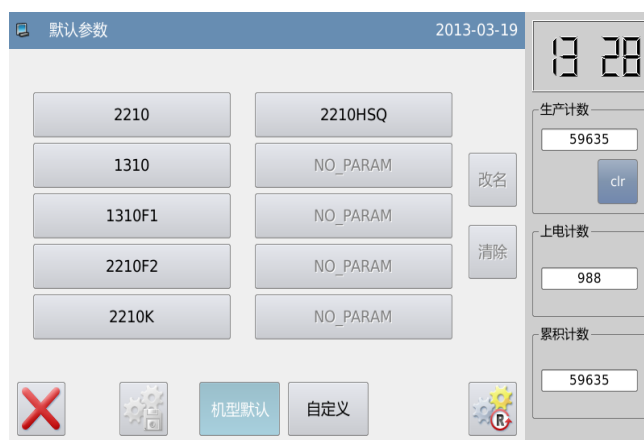 默认参数 2013-03-19
13 28
2210 2210HSQ
1310 NO_PARAM
1310F1 NO_PARAM
2210F2 NO_PARAM
2210K NO_PARAM
改名
清除
生产计数
59635
clr
上电计数
988
累积计数
59635
机型默认 自定义
R